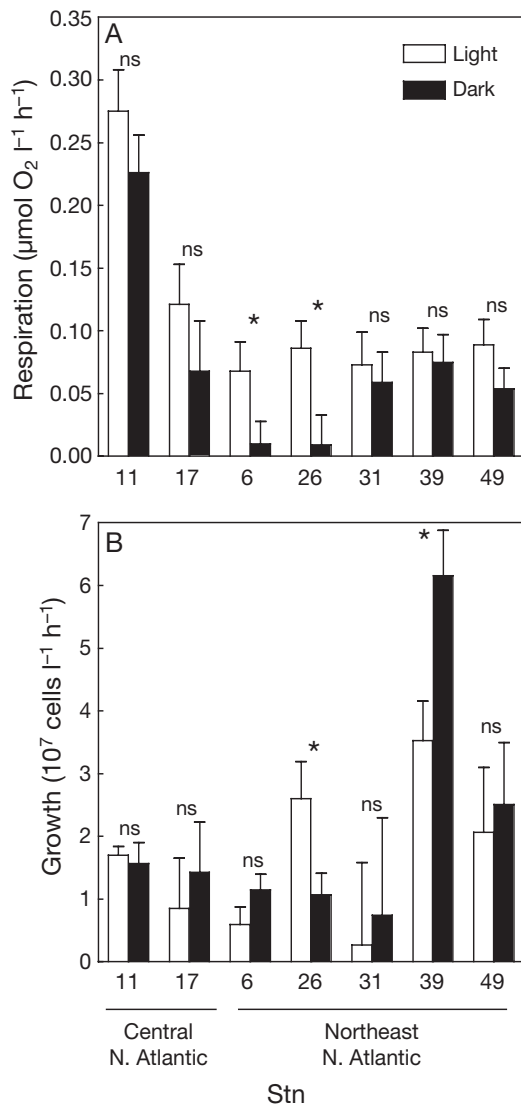 A
Light
Dark
Respiration (µmol O₂ l⁻¹ h⁻¹)
0.35
0.30
0.25
0.20
0.15
0.10
0.05
0.00
ns
ns
*
*
ns
ns
ns
11 17 6 26 31 39 49
B
Growth (10⁷ cells l⁻¹ h⁻¹)
7
6
5
4
3
2
1
0
ns
ns
ns
*
ns
*
ns
11 17 6 26 31 39 49
Central Northeast
N. Atlantic N. Atlantic
Stn